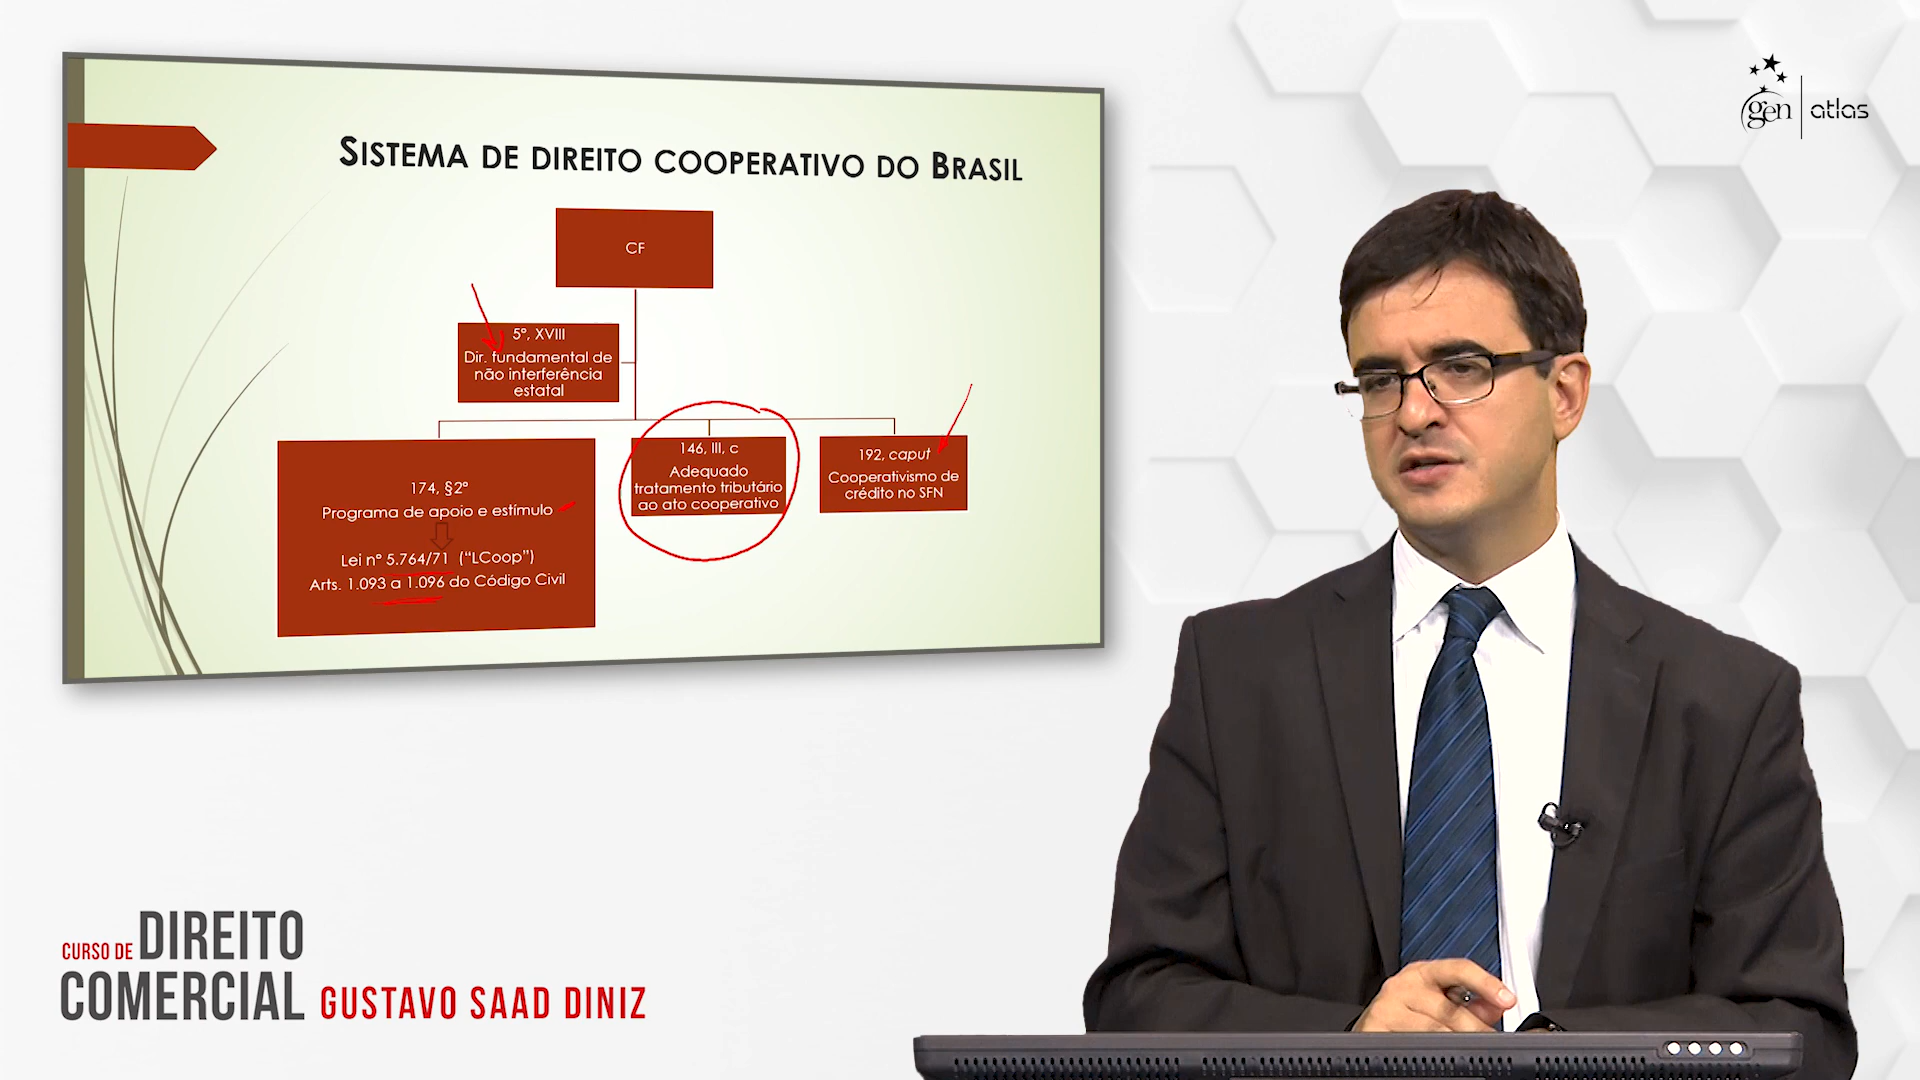 SISTEMA DE DIREITO COOPERATIVO DO BRASIL
CF
5º, XVIII
Dir. fundamental de
não interferência
estatal
174, §2º
Programa de apoio e estímulo
Lei nº 5.764/71 (“LCoop”)
Arts. 1.093 a 1.096 do Código Civil
146, III, c
Adequado
tratamento tributário
ao ato cooperativo
192, caput
Cooperativismo de
crédito no SFN
gen | atlas
CURSO DE DIREITO
COMERCIAL GUSTAVO SAAD DINIZ